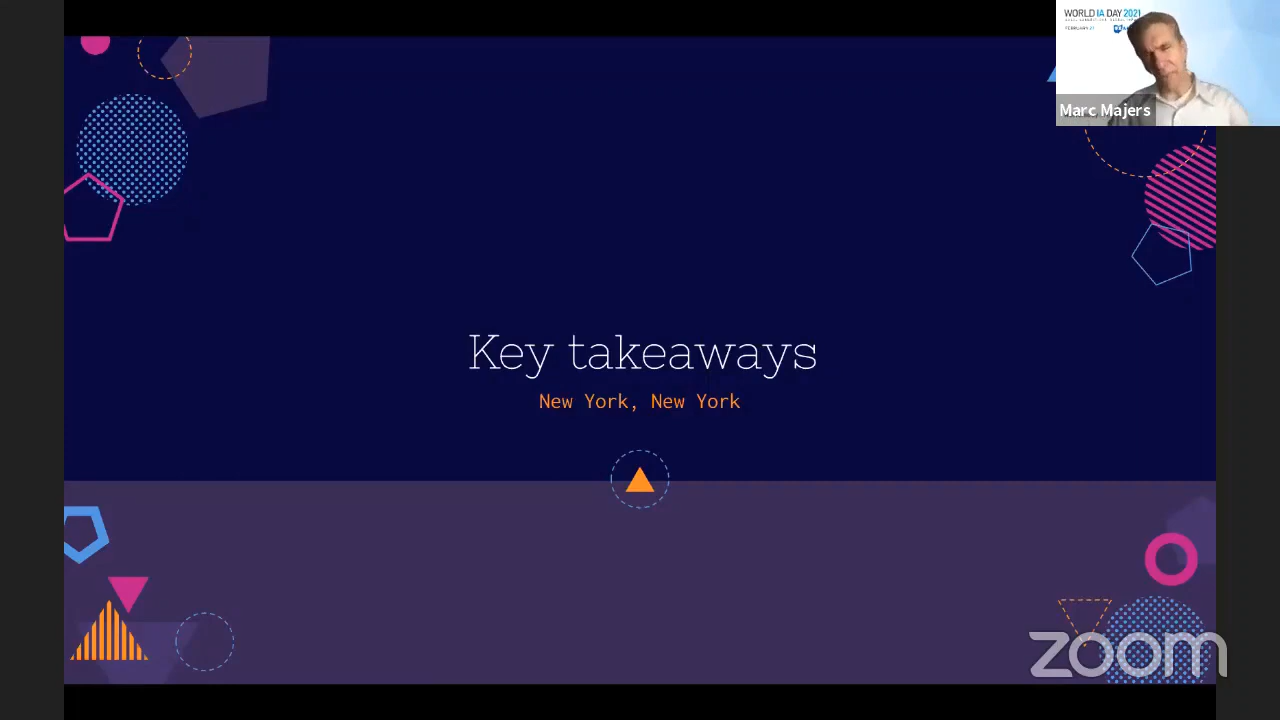 WORLD IA DAY 2021
Marc Majers
Key takeaways
New York, New York
zoom